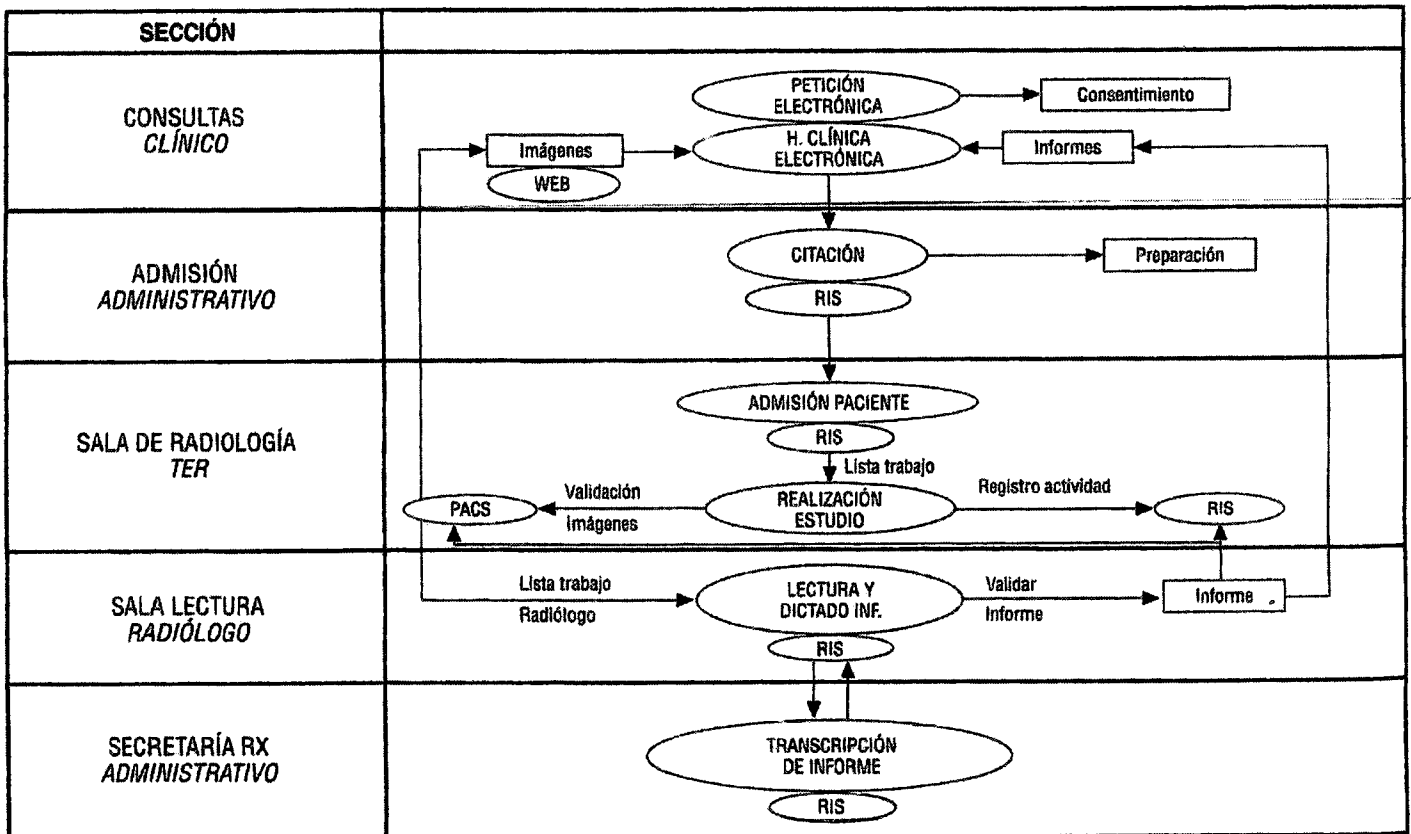 SECCIÓN
CONSULTAS
CLÍNICO
PETICIÓN
ELECTRÓNICA
Consentimiento
H. CLÍNICA
ELECTRÓNICA
Imágenes
Informes
WEB
ADMISIÓN
ADMINISTRATIVO
CITACIÓN
Preparación
RIS
SALA DE RADIOLOGÍA
TER
ADMISIÓN PACIENTE
RIS
Lista trabajo
PACS
Validación
Imágenes
REALIZACIÓN
ESTUDIO
Registro actividad
RIS
SALA LECTURA
RADIÓLOGO
Lista trabajo
Radiólogo
LECTURA Y
DICTADO INF.
Validar
Informe
Informe
RIS
SECRETARÍA RX
ADMINISTRATIVO
TRANSCRIPCIÓN
DE INFORME
RIS